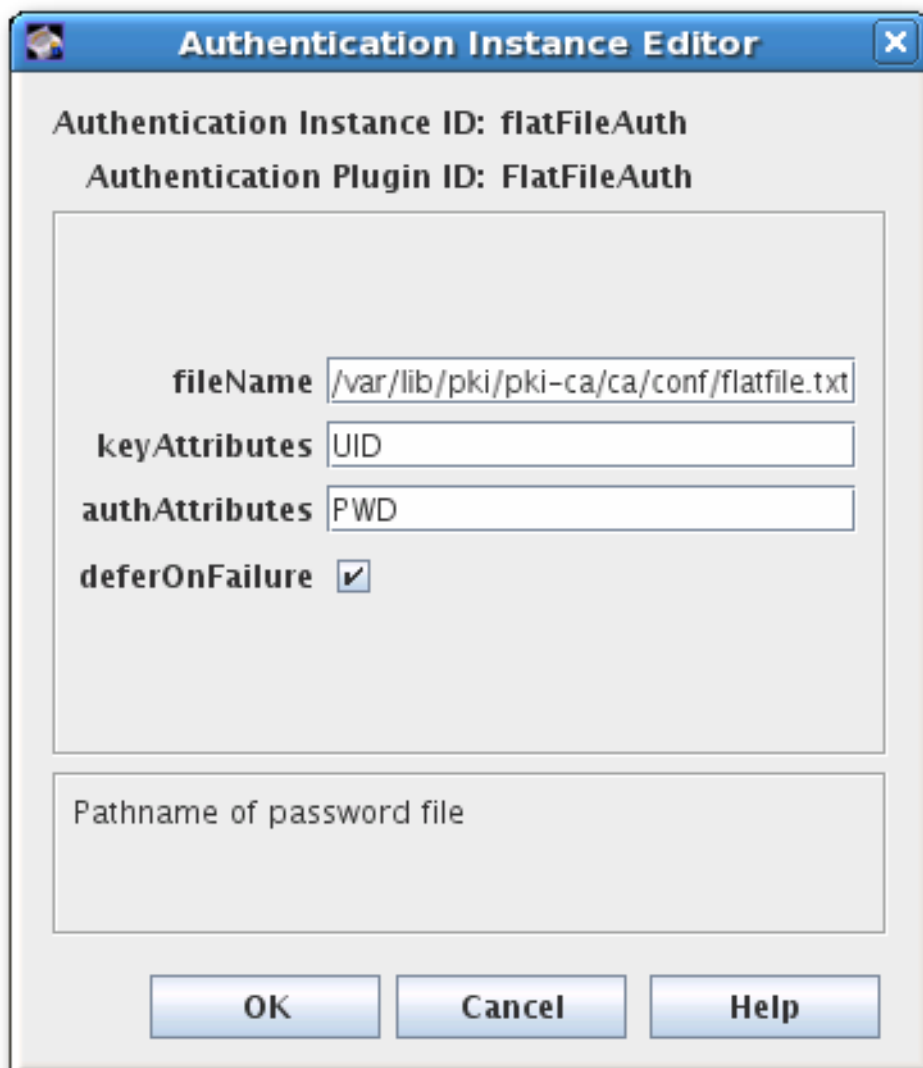 Authentication Instance Editor
Authentication Instance ID: flatFileAuth
Authentication Plugin ID: FlatFileAuth
fileName /var/lib/pki/pki-ca/ca/conf/flatfile.txt
keyAttributes UID
authAttributes PWD
deferOnFailure
Pathname of password file
OK Cancel Help